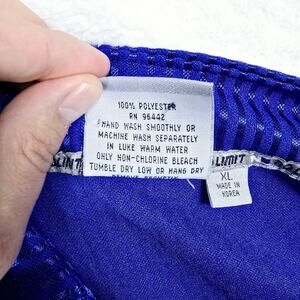 100% POLYESTER
RN 96442
HAND WASH SMOOTHLY OR
MACHINE WASH SEPARATELY
IN LUKE WARM WATER
ONLY NON-CHLORINE BLEACH
TUMBLE DRY LOW OR HANG DRY
LIMIT
XL
MADE IN
KOREA